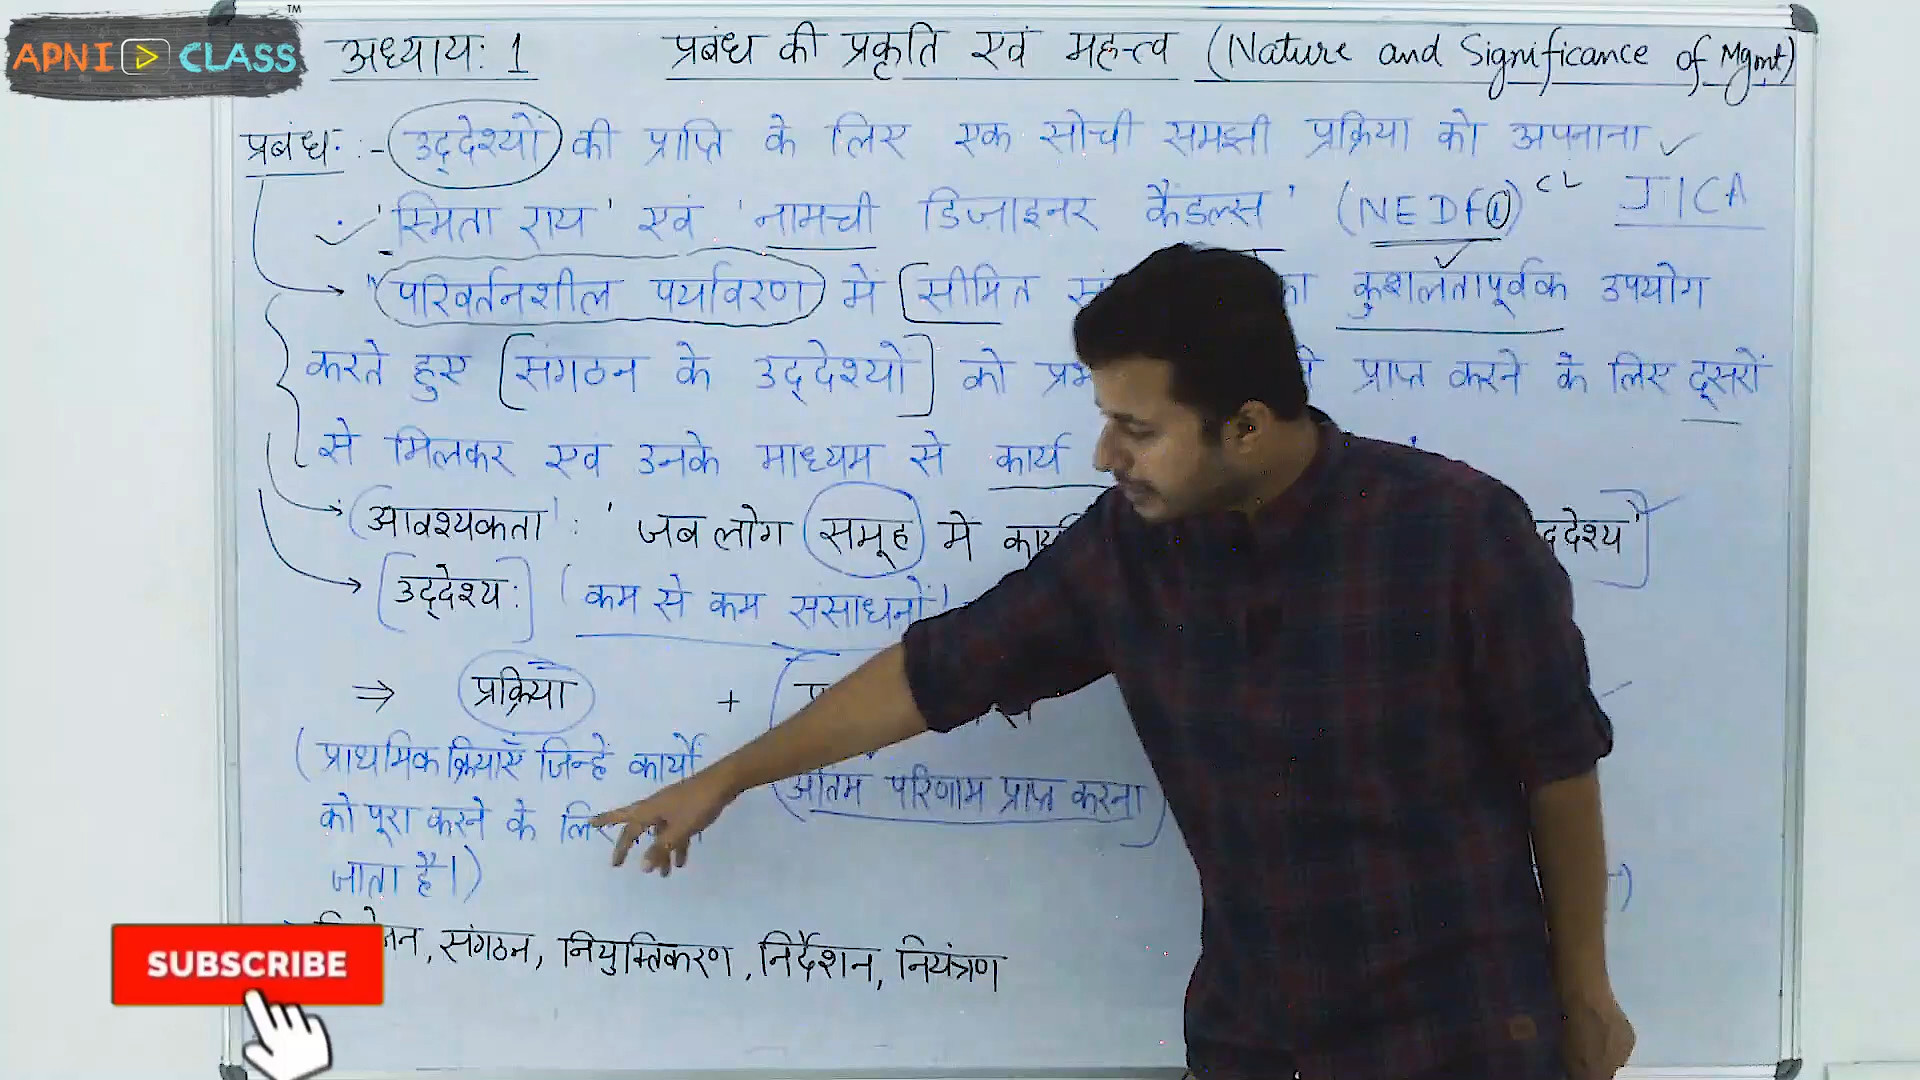 APNI CLASS TM
अध्याय: 1 प्रबंध की प्रकृति एवं महत्त्व (Nature and Significance of Mgmt)
प्रबंध: :- उद्देश्यों की प्राप्ति के लिए एक सोची समझी प्रक्रिया को अपनाना
'स्मिता राय' एवं 'नामची डिज़ाइनर कैंडल्स' (NEDFi) CL JICA
"परिवर्तनशील पर्यावरण में सीमित का कुशलतापूर्वक उपयोग
करते हुए [संगठन के उद्देश्यों] को प्राप्त करने के लिए दूसरों
से मिलकर एवं उनके माध्यम से कार्य
'आवश्यकता' : 'जब लोग समूह में उद्देश्य'
[उद्देश्य:] (कम से कम संसाधनों)
⇒ प्रक्रिया +
(प्राथमिक क्रियाएँ जिन्हें कार्यों
को पूरा करने के लिए
जाता है।)
(अंतिम परिणाम प्राप्त करना)
संगठन, नियुक्तिकरण, निर्देशन, नियंत्रण
SUBSCRIBE